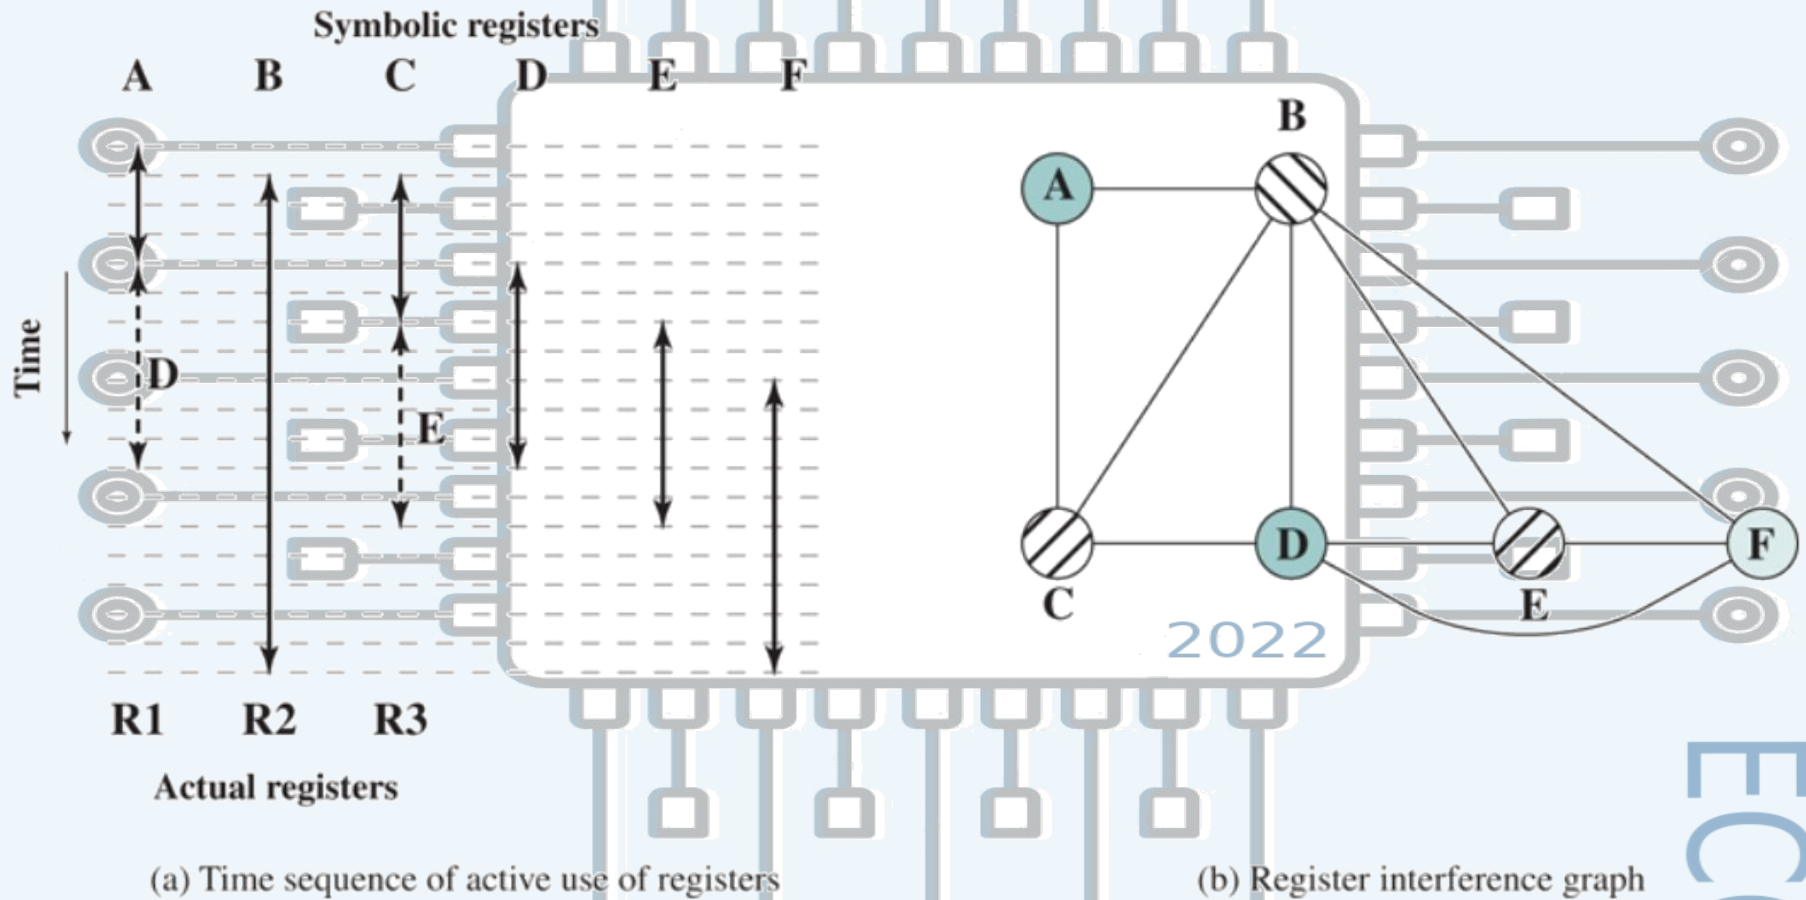 Symbolic registers
A B C D E F
Time
D
E
R1 R2 R3
Actual registers
(a) Time sequence of active use of registers
B
A
D
F
C
E
2022
(b) Register interference graph
EC